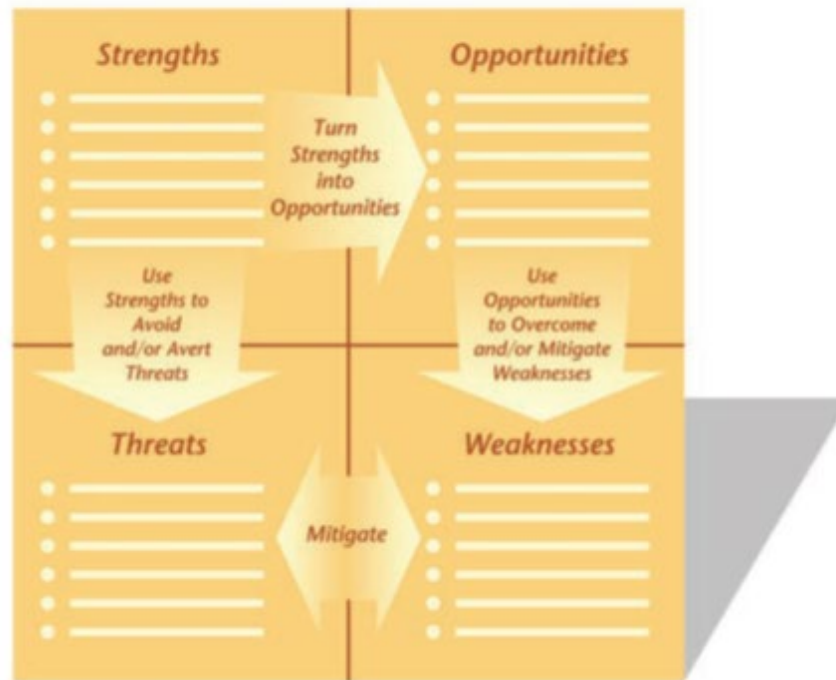 Strengths
Opportunities
Turn
Strengths
into
Opportunities
Use
Strengths to
Avoid
and/or Avert
Threats
Use
Opportunities
to Overcome
and/or Mitigate
Weaknesses
Threats
Weaknesses
Mitigate